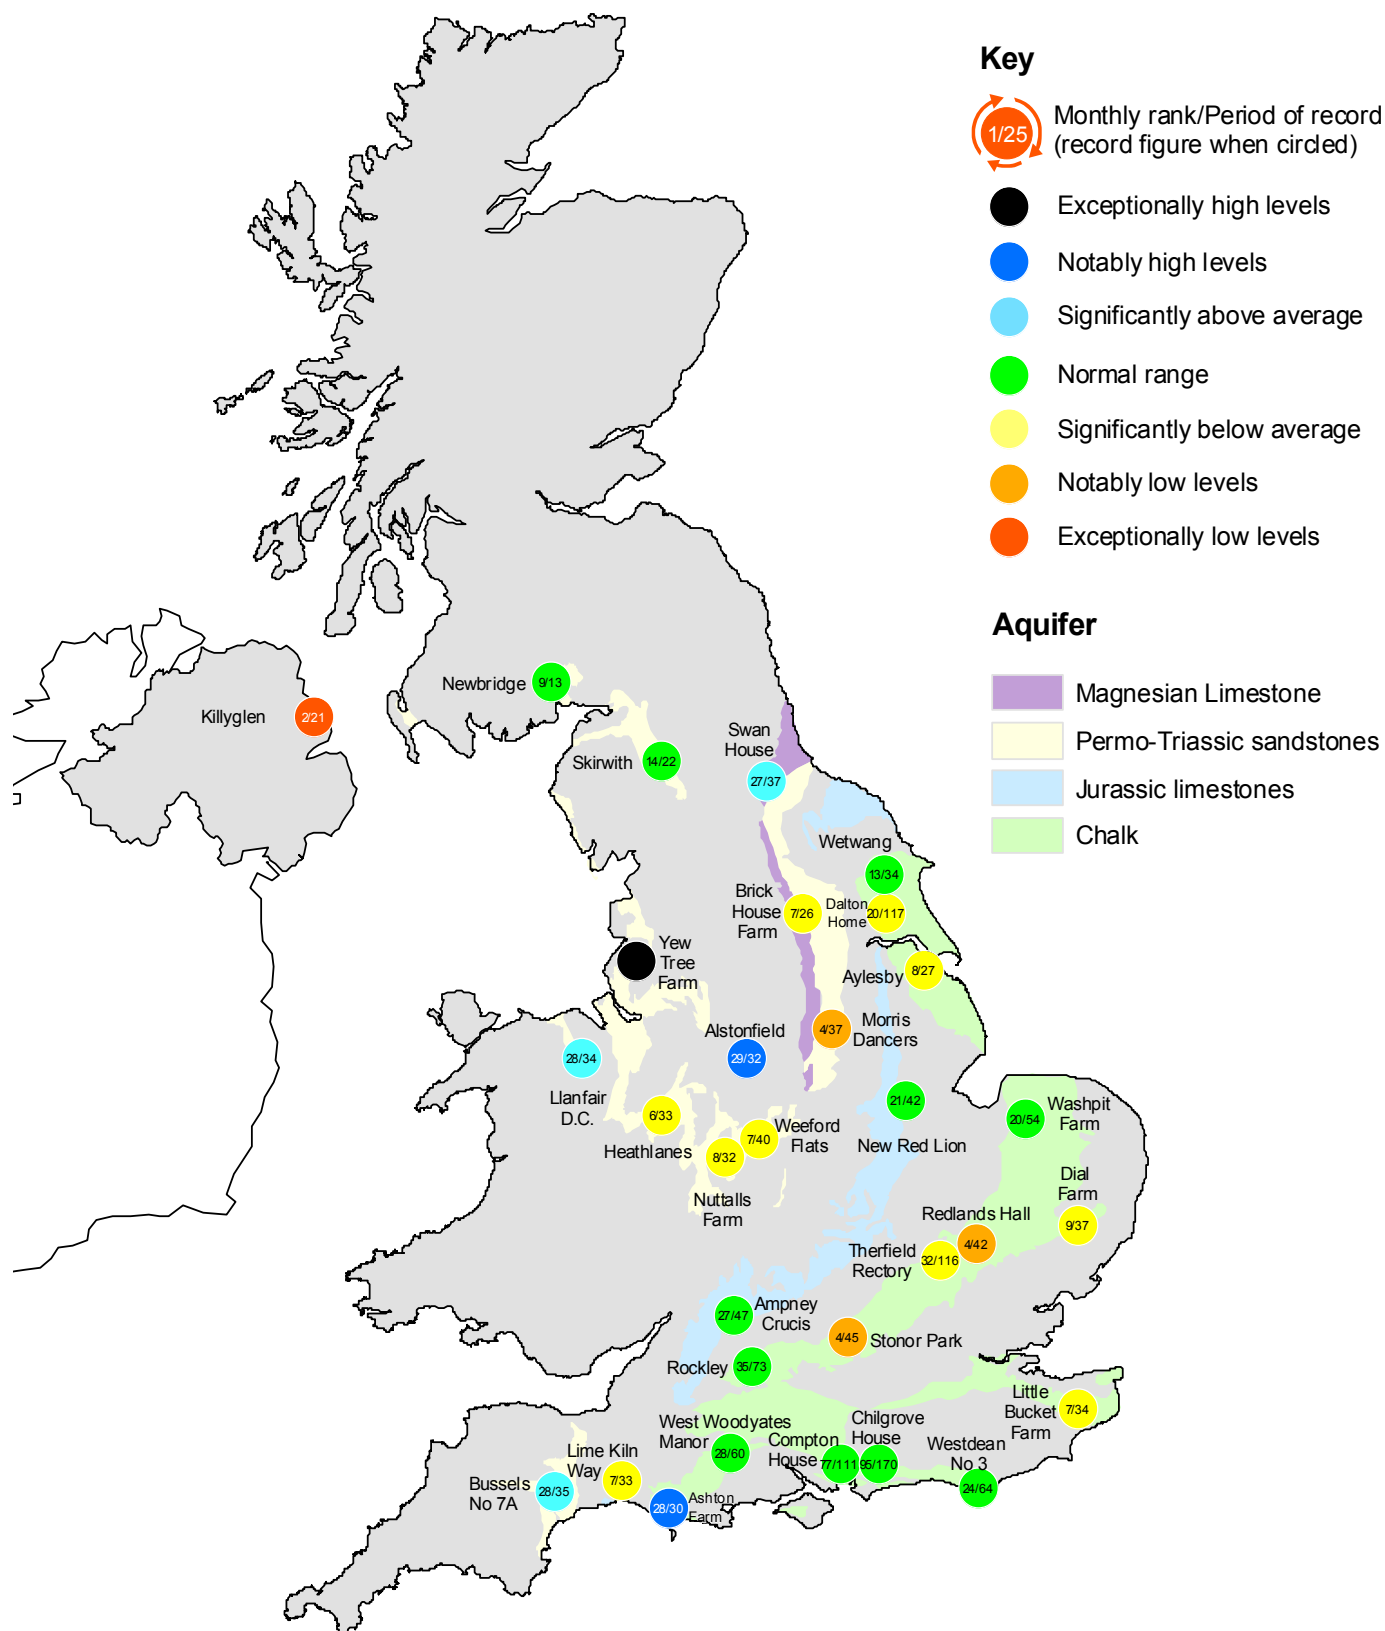 Key
1/25
Monthly rank/Period of record
(record figure when circled)
Exceptionally high levels
Notably high levels
Significantly above average
Normal range
Significantly below average
Notably low levels
Exceptionally low levels
Aquifer
Magnesian Limestone
Permo-Triassic sandstones
Jurassic limestones
Chalk
Newbridge
9/13
Killyglen
2/21
Skirwith
14/22
Swan
House
27/37
Wetwang
13/34
Brick
House
Farm
7/26
Dalton
Home
20/117
Yew
Tree
Farm
Aylesby
8/27
Alstonfield
29/32
4/37
Morris
Dancers
28/34
Llanfair
D.C.
21/42
New Red Lion
20/54
Washpit
Farm
6/33
Heathlanes
7/40
Weeford
Flats
8/32
Nuttalls
Farm
Dial
Farm
9/37
Redlands Hall
4/42
Therfield
Rectory
32/116
27/47
Ampney
Crucis
4/45
Stonor Park
Rockley
35/73
Little
Bucket
Farm
7/34
West Woodyates
Manor
28/60
Compton
House
77/111
Chilgrove
House
95/170
Westdean
No 3
24/64
Lime Kiln
Way
7/33
Bussels
No 7A
28/35
28/30
Ashton
Farm